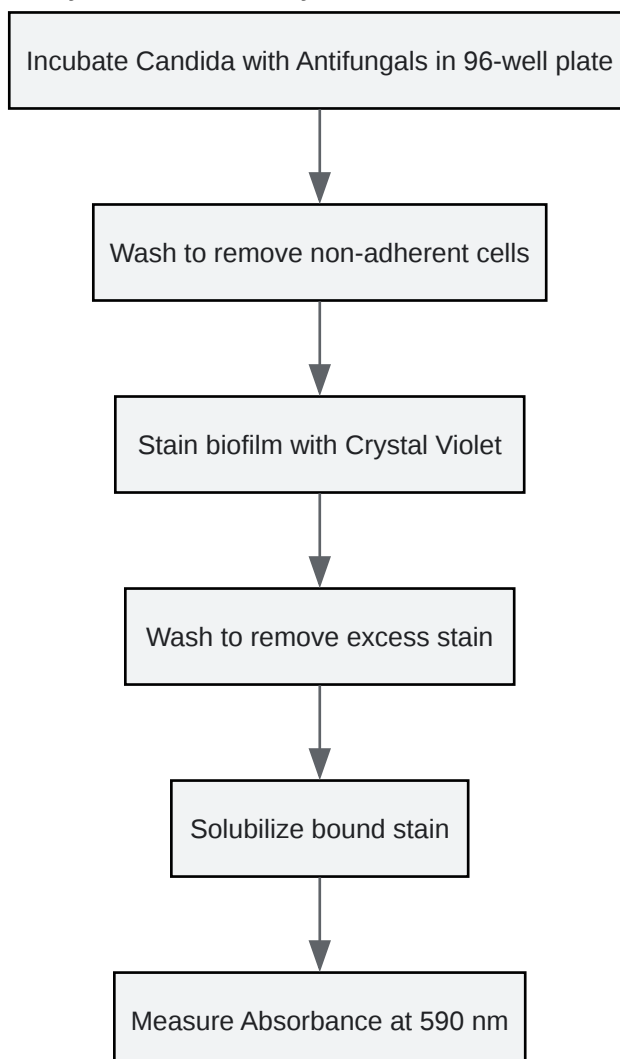 Incubate Candida with Antifungals in 96-well plate
Wash to remove non-adherent cells
Stain biofilm with Crystal Violet
Wash to remove excess stain
Solubilize bound stain
Measure Absorbance at 590 nm